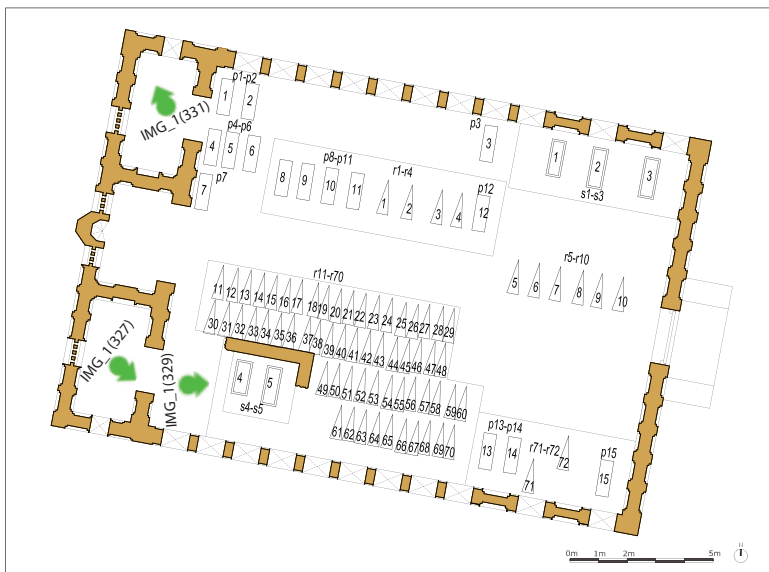 p1-p2
1
2
IMG_1(331)
p4-p6
4
5
6
p7
7
p3
3
1
2
3
s1-s3
p8-p11
r1-r4
p12
8
9
10
11
1
2
3
4
12
r5-r10
5
6
7
8
9
10
r11-r70
11 12 13 14 15 16 17 18 19 20 21 22 23 24 25 26 27 28 29
30 31 32 33 34 35 36 37 38 39 40 41 42 43 44 45 46 47 48
49 50 51 52 53 54 55 56 57 58 59 60
61 62 63 64 65 66 67 68 69 70
IMG_1(327)
IMG_1(329)
4
5
s4-s5
p13-p14
13
14
r71-r72
71
72
p15
15
0m 1m 2m 5m
N
1